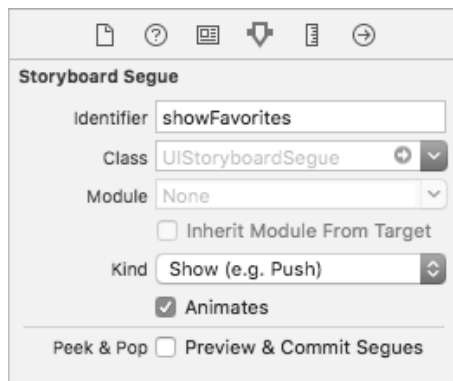 Storyboard Segue
Identifier showFavorites
Class UIStoryboardSegue
Module None
Inherit Module From Target
Kind Show (e.g. Push)
Animates
Peek & Pop Preview & Commit Segues